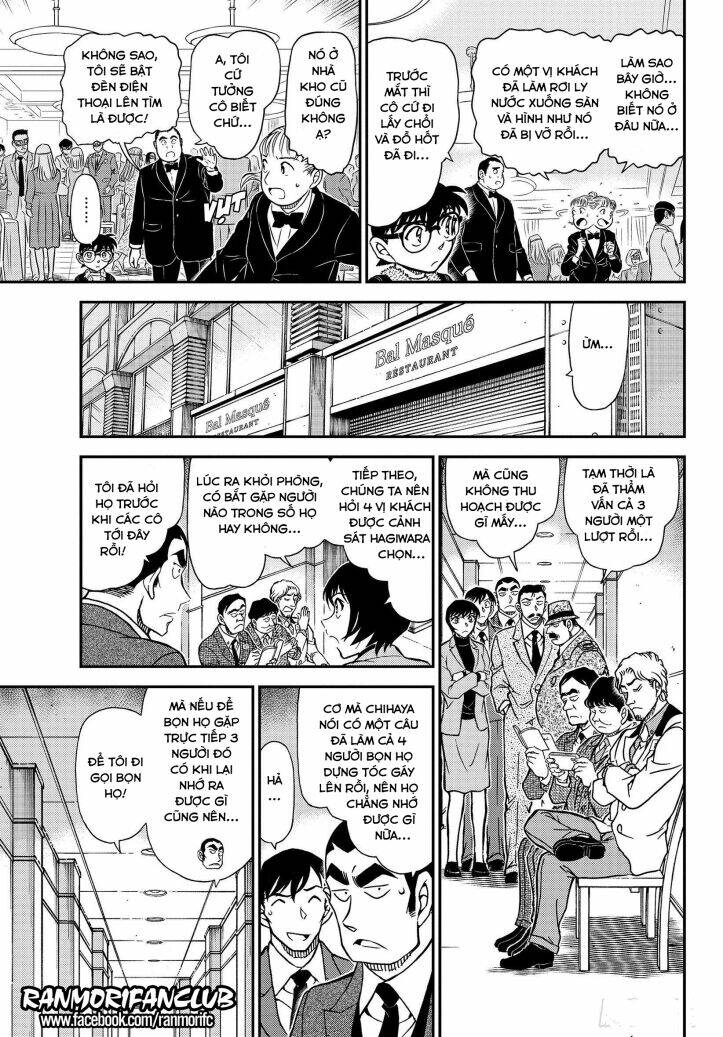 LÀM SAO
BÂY GIỜ...
KHÔNG
BIẾT NÓ Ở
ĐÂU NỮA...
CÓ MỘT VỊ KHÁCH
ĐÃ LÀM RƠI LY
NƯỚC XUỐNG SÀN
VÀ HÌNH NHƯ NÓ
ĐÃ BỊ VỠ RỒI...
TRƯỚC
MẮT THÌ
CÔ CỨ ĐI
LẤY CHỔI
VÀ ĐỒ HỐT
ĐÃ ĐI...
NÓ Ở
NHÀ
KHO CŨ
ĐÚNG
KHÔNG
Ạ?
A, TÔI
CỨ
TƯỞNG
CÓ BIẾT
CHỨ...
KHÔNG SAO,
TÔI SẼ BẬT
ĐÈN ĐIỆN
THOẠI LÊN TÌM
LÀ ĐƯỢC!
VỤT
......
ỪM...
Bal Masqué
RESTAURANT
Bal Masqué
RESTAURANT
TẠM THỜI LÀ
ĐÃ THẨM
VẤN CẢ 3
NGƯỜI MỘT
LƯỢT RỒI...
MÀ CŨNG
KHÔNG THU
HOẠCH ĐƯỢC
GÌ MẤY...
TIẾP THEO,
CHÚNG TA NÊN
HỎI 4 VỊ KHÁCH
ĐƯỢC CẢNH
SÁT HAGIWARA
CHỌN...
LÚC RA KHỎI PHÒNG,
CÓ BẮT GẶP NGƯỜI
NÀO TRONG SỐ HỌ
HAY KHÔNG...
TÔI ĐÃ HỎI
HỌ TRƯỚC
KHI CÁC CÔ
TỚI ĐÂY
RỒI!
CƠ MÀ CHIHAYA
NÓI CÓ MỘT CÂU
ĐÃ LÀM CẢ 4
NGƯỜI BỌN HỌ
DỰNG TÓC GÁY
LÊN RỒI, NÊN HỌ
CHẲNG NHỚ
ĐƯỢC GÌ
NỮA...
HẢ
...
MÀ NẾU ĐỂ
BỌN HỌ GẶP
TRỰC TIẾP 3
NGƯỜI ĐÓ
CÓ KHI LẠI
NHỚ RA
ĐƯỢC GÌ
CŨNG NÊN...
ĐỂ TÔI ĐI
GỌI BỌN
HỌ!
RANMORIFANCLUB
www.facebook.com/ranmorifc